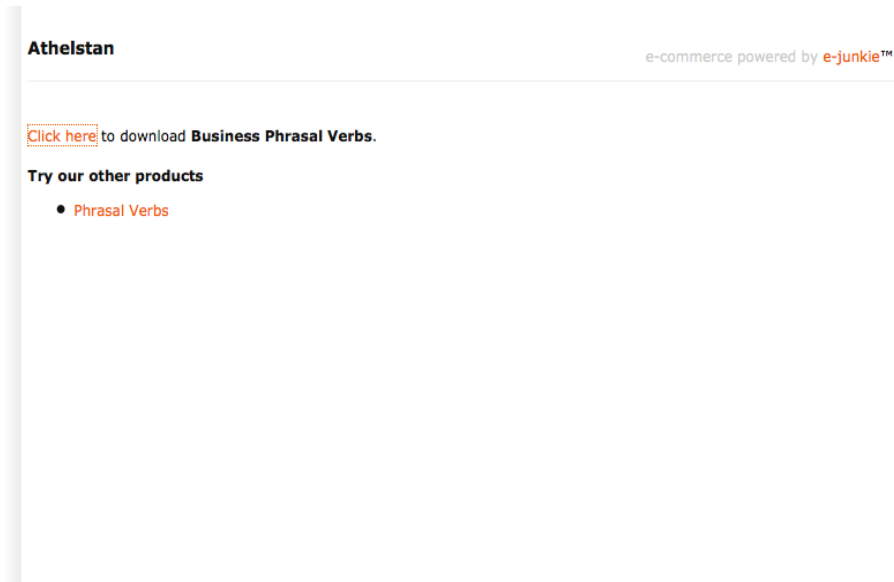 Athelstan
e-commerce powered by e-junkie™
Click here to download Business Phrasal Verbs.
Try our other products
• Phrasal Verbs